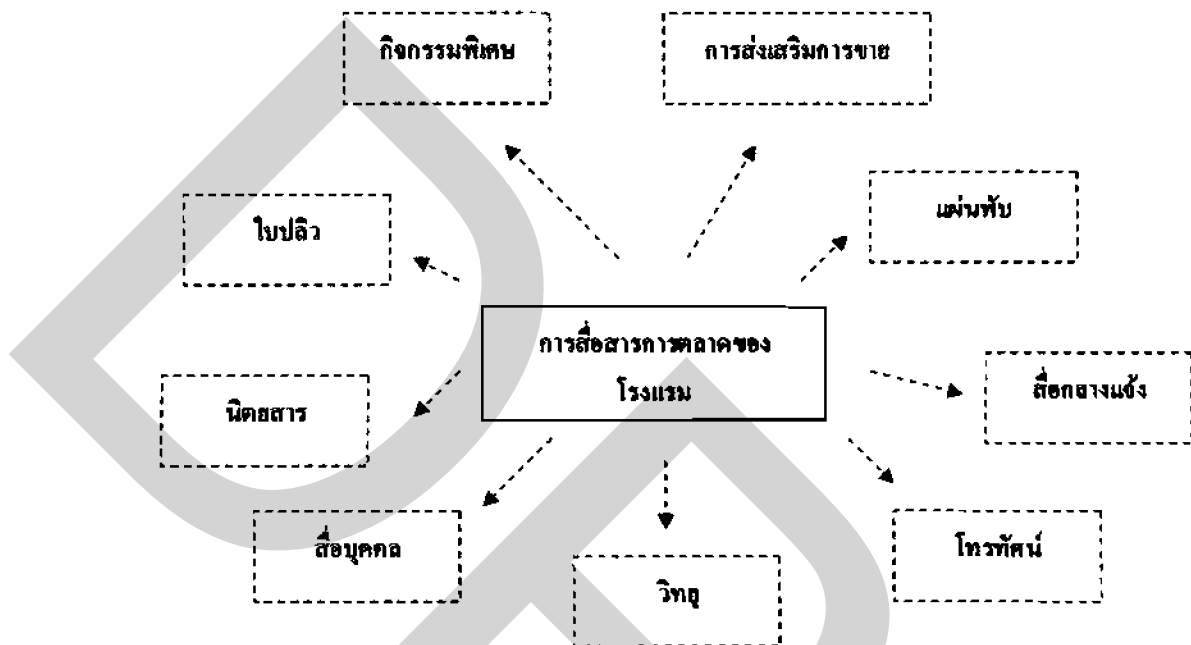 กิจกรรมพิเศษ
การส่งเสริมการขาย
แผ่นพับ
ใบปลิว
การสื่อสารการตลาดของ
โรงแรม
สื่อกลางแจ้ง
นิตยสาร
โทรทัศน์
สื่อบุคคล
วิทยุ